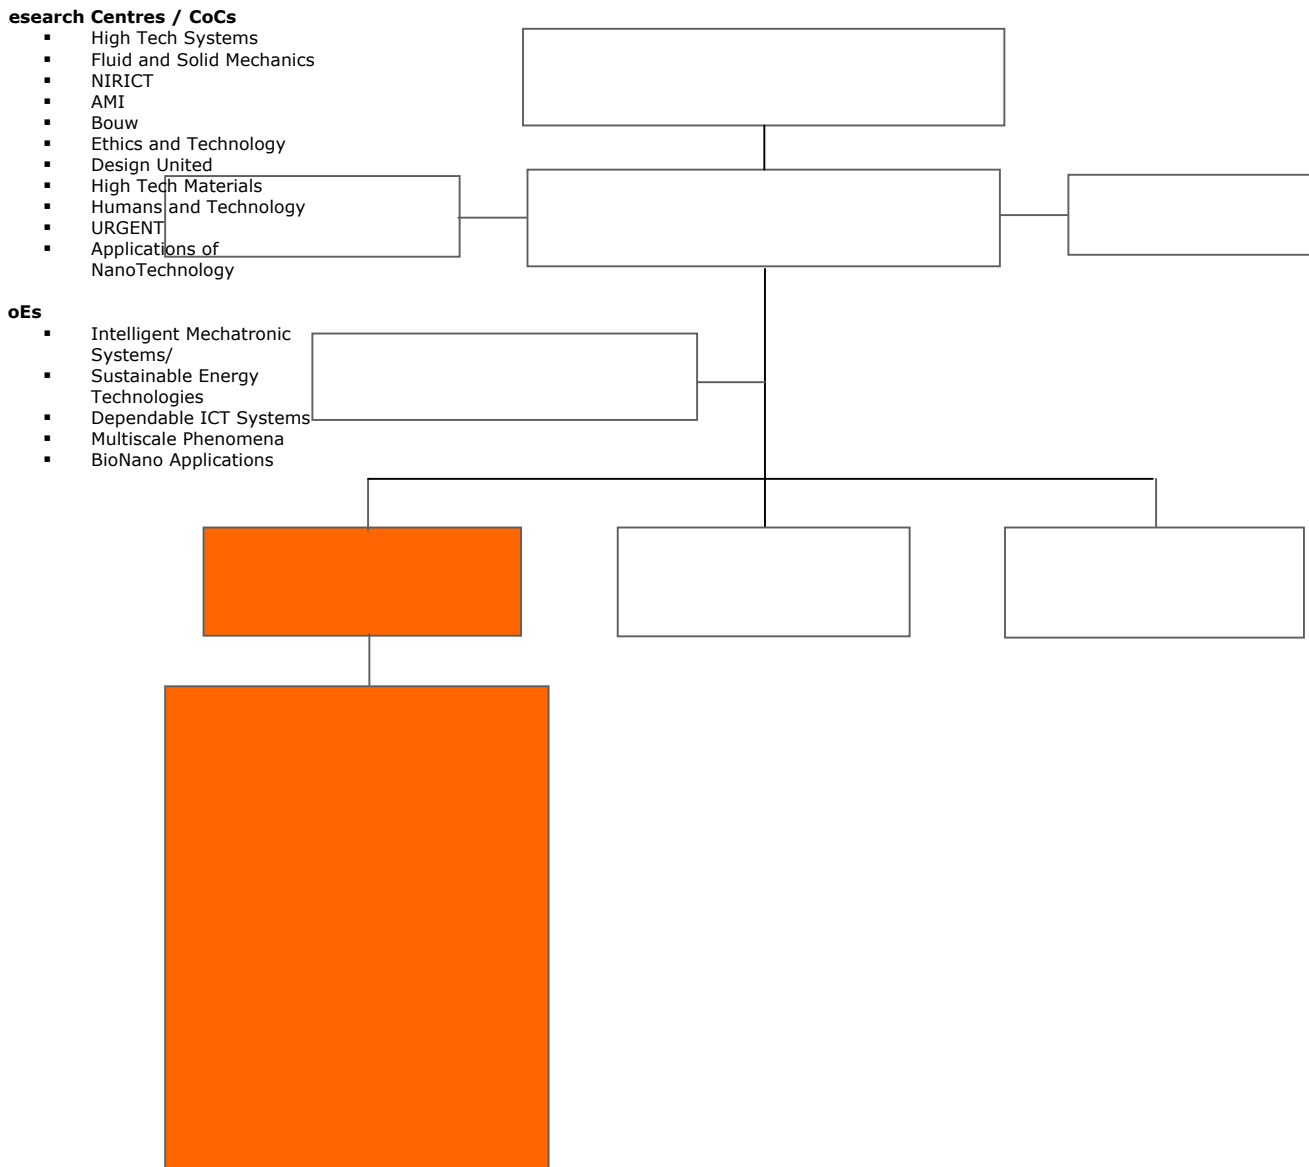 esearch Centres / CoCs
▪ High Tech Systems
▪ Fluid and Solid Mechanics
▪ NIRICT
▪ AMI
▪ Bouw
▪ Ethics and Technology
▪ Design United
▪ High Tech Materials
▪ Humans and Technology
▪ URGENT
▪ Applications of
NanoTechnology
oEs
▪ Intelligent Mechatronic
Systems/
▪ Sustainable Energy
Technologies
▪ Dependable ICT Systems
▪ Multiscale Phenomena
▪ BioNano Applications